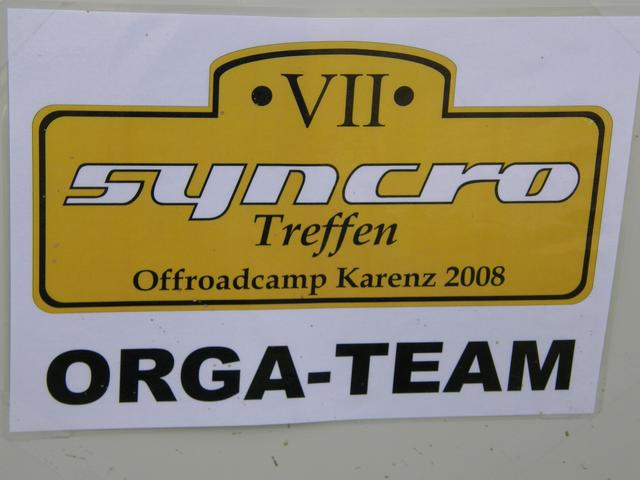 • VII •
syncro
Treffen
Offroadcamp Karenz 2008
ORGA-TEAM